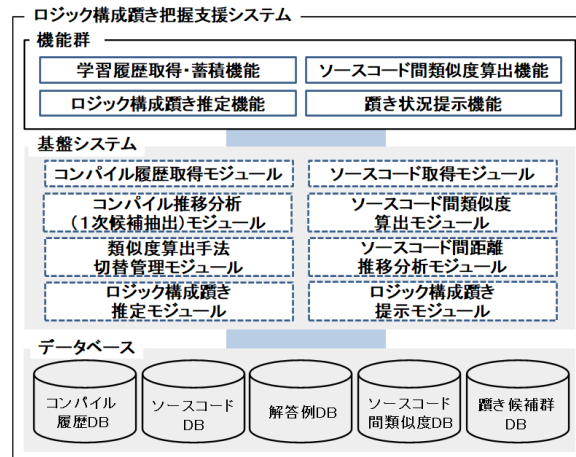 ロジック構成躓き把握支援システム
機能群
学習履歴取得・蓄積機能
ソースコード間類似度算出機能
ロジック構成躓き推定機能
躓き状況提示機能
基盤システム
コンパイル履歴取得モジュール
ソースコード取得モジュール
コンパイル推移分析
(1次候補抽出)モジュール
ソースコード間類似度
算出モジュール
類似度算出手法
切替管理モジュール
ソースコード間距離
推移分析モジュール
ロジック構成躓き
推定モジュール
ロジック構成躓き
提示モジュール
データベース
コンパイル
履歴DB
ソースコード
DB
解答例DB
ソースコード
間類似度DB
躓き候補群
DB